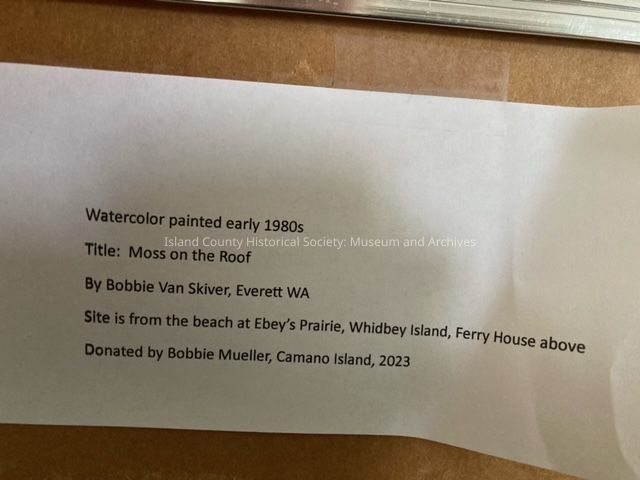 Watercolor painted early 1980s
Island County Historical Society: Museum and Archives
Title: Moss on the Roof
By Bobbie Van Skiver, Everett WA
Site is from the beach at Ebey's Prairie, Whidbey Island, Ferry House above
Donated by Bobbie Mueller, Camano Island, 2023